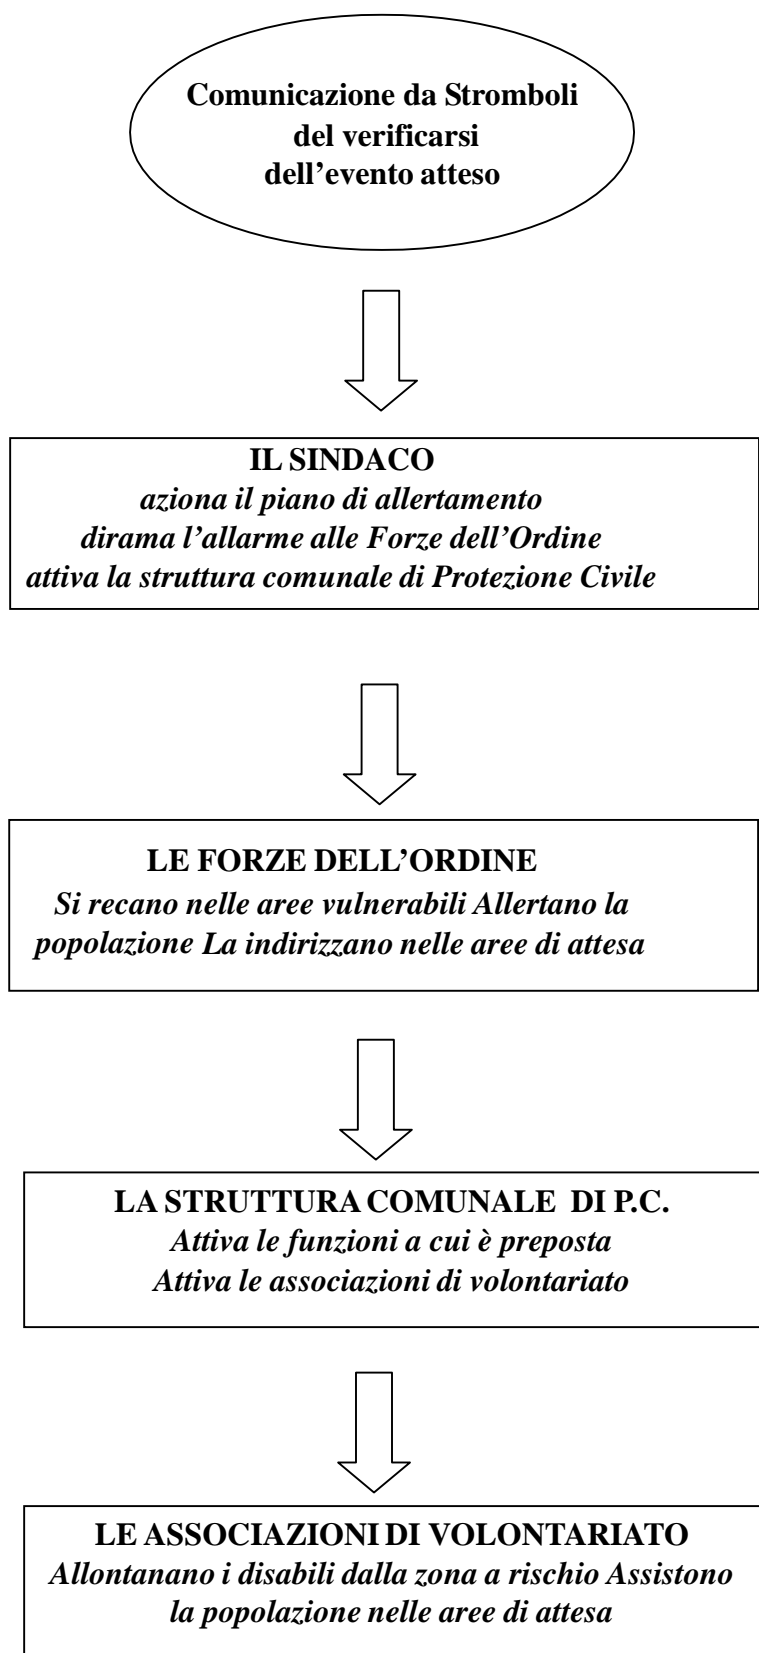 Comunicazione da Stromboli
del verificarsi
dell’evento atteso
IL SINDACO
aziona il piano di allertamento
dirama l’allarme alle Forze dell’Ordine
attiva la struttura comunale di Protezione Civile
LE FORZE DELL’ORDINE
Si recano nelle aree vulnerabili Allertano la
popolazione La indirizzano nelle aree di attesa
LA STRUTTURA COMUNALE DI P.C.
Attiva le funzioni a cui è preposta
Attiva le associazioni di volontariato
LE ASSOCIAZIONI DI VOLONTARIATO
Allontanano i disabili dalla zona a rischio Assistono
la popolazione nelle aree di attesa